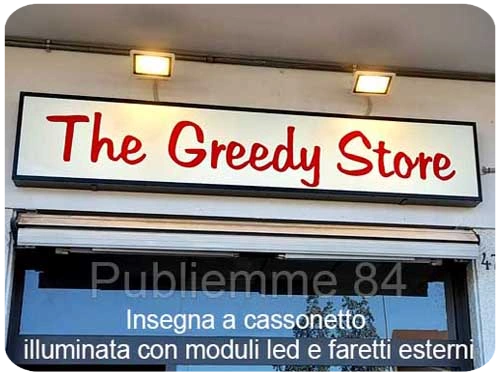 The Greedy Store
Publiemme 84
Insegna a cassonetto
illuminata con moduli led e faretti esterni